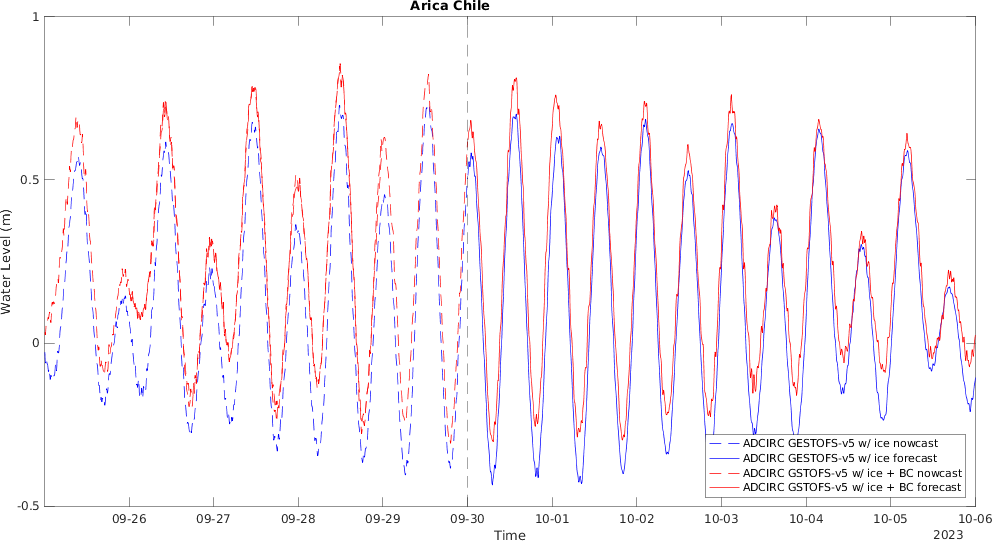 Arica Chile
1
0.5
0
-0.5
Water Level (m)
09-26 09-27 09-28 09-29 09-30 10-01 10-02 10-03 10-04 10-05 10-06
Time
2023
ADCIRC GESTOFS-v5 w/ ice nowcast
ADCIRC GESTOFS-v5 w/ ice forecast
ADCIRC GSTOFS-v5 w/ ice + BC nowcast
ADCIRC GSTOFS-v5 w/ ice + BC forecast